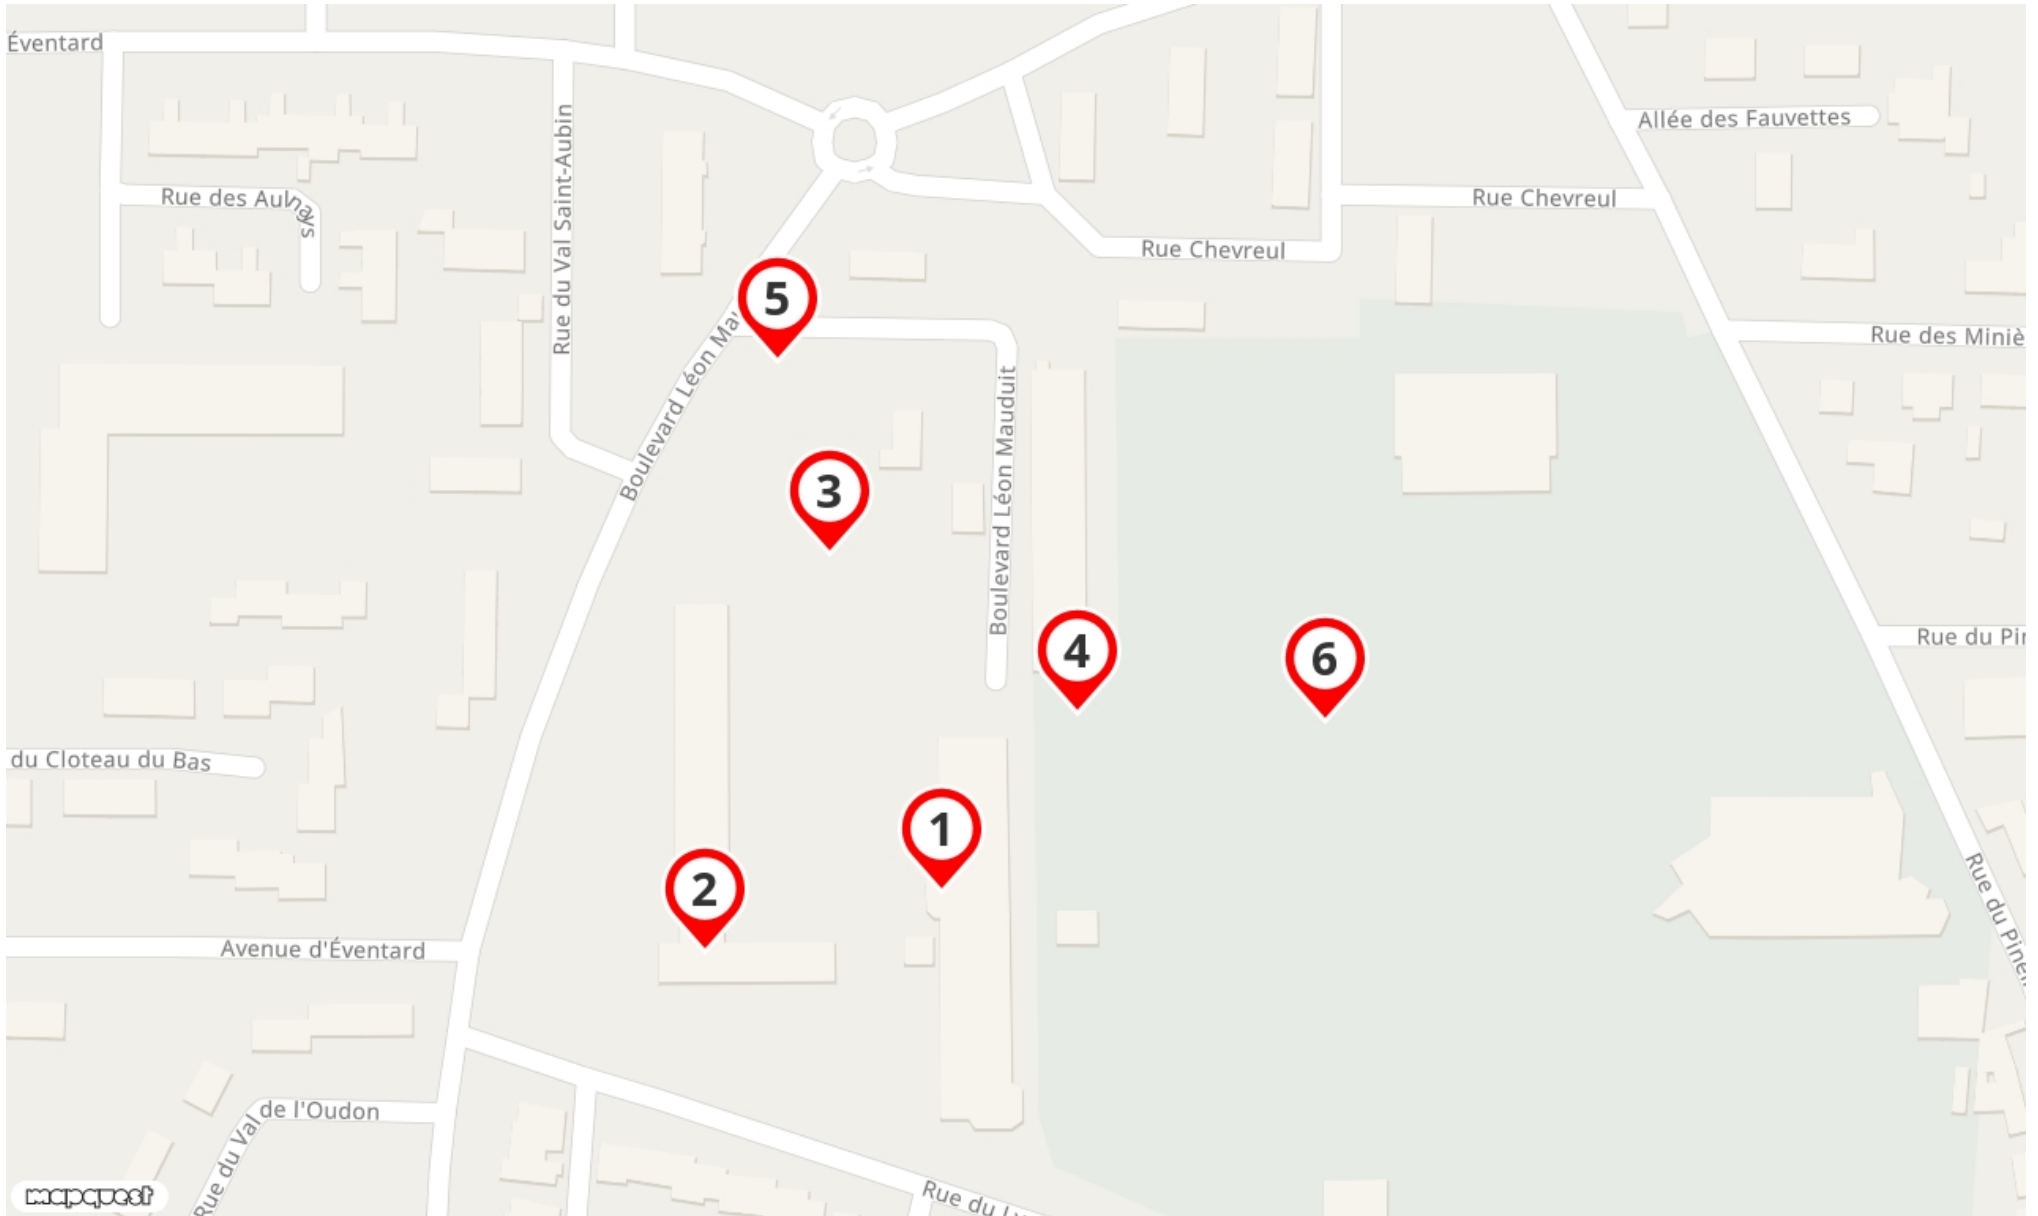 Éventard
Allée des Fauvettes
Rue du Val Saint-Aubin
Rue des Aulnays
Rue Chevreul
Rue Chevreul
5
Boulevard Léon Ma
Rue des Miniè
Boulevard Léon Mauduit
3
4
6
Rue du Pin
du Cloteau du Bas
1
2
Rue du Pine
Avenue d'Éventard
Rue du Val de l'Oudon
Rue du Ly
mapquest